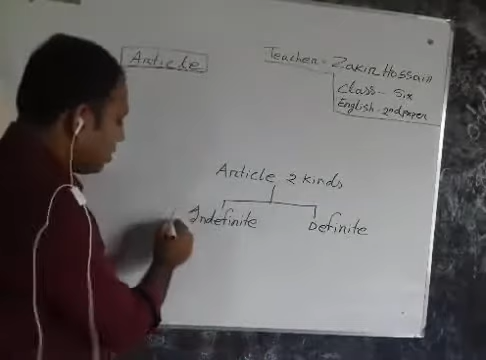 Article
Teacher - Zakir Hossain
Class - Six
English - 2nd paper
Article 2 Kinds
Indefinite
Definite